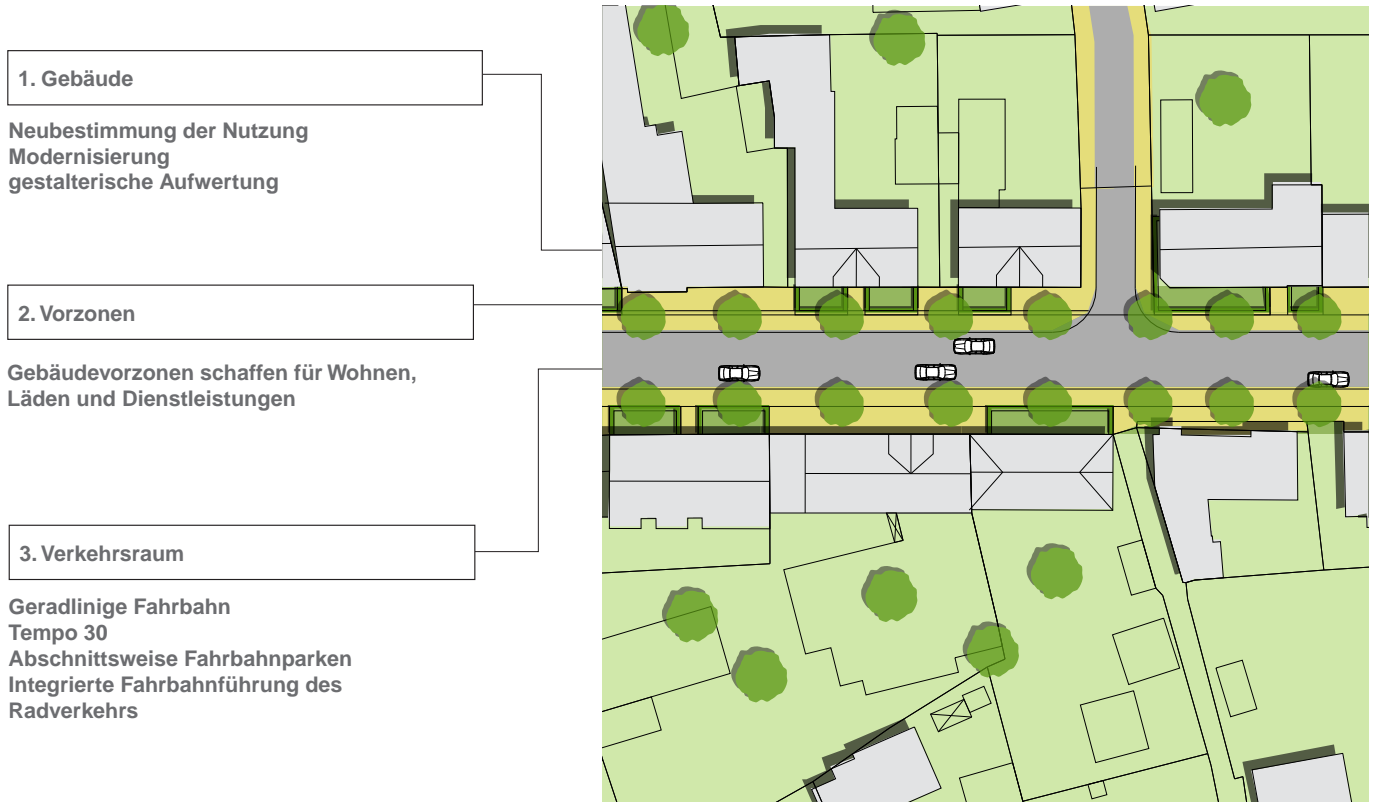 1. Gebäude
Neubestimmung der Nutzung
Modernisierung
gestalterische Aufwertung
2. Vorzonen
Gebäudevorzonen schaffen für Wohnen,
Läden und Dienstleistungen
3. Verkehrsraum
Geradlinige Fahrbahn
Tempo 30
Abschnittsweise Fahrbahnparken
Integrierte Fahrbahnführung des
Radverkehrs